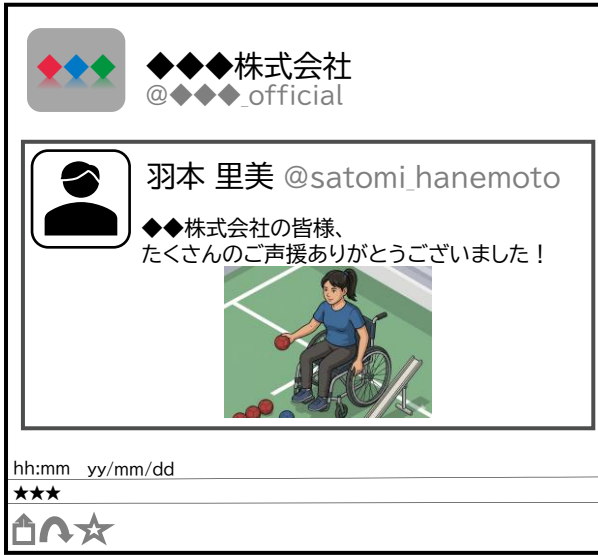 ◆◆◆株式会社
@◆◆◆_official
羽本 里美 @satomi_hanemoto
◆◆株式会社の皆様、
たくさんのご声援ありがとうございました！
hh:mm yy/mm/dd
★★★